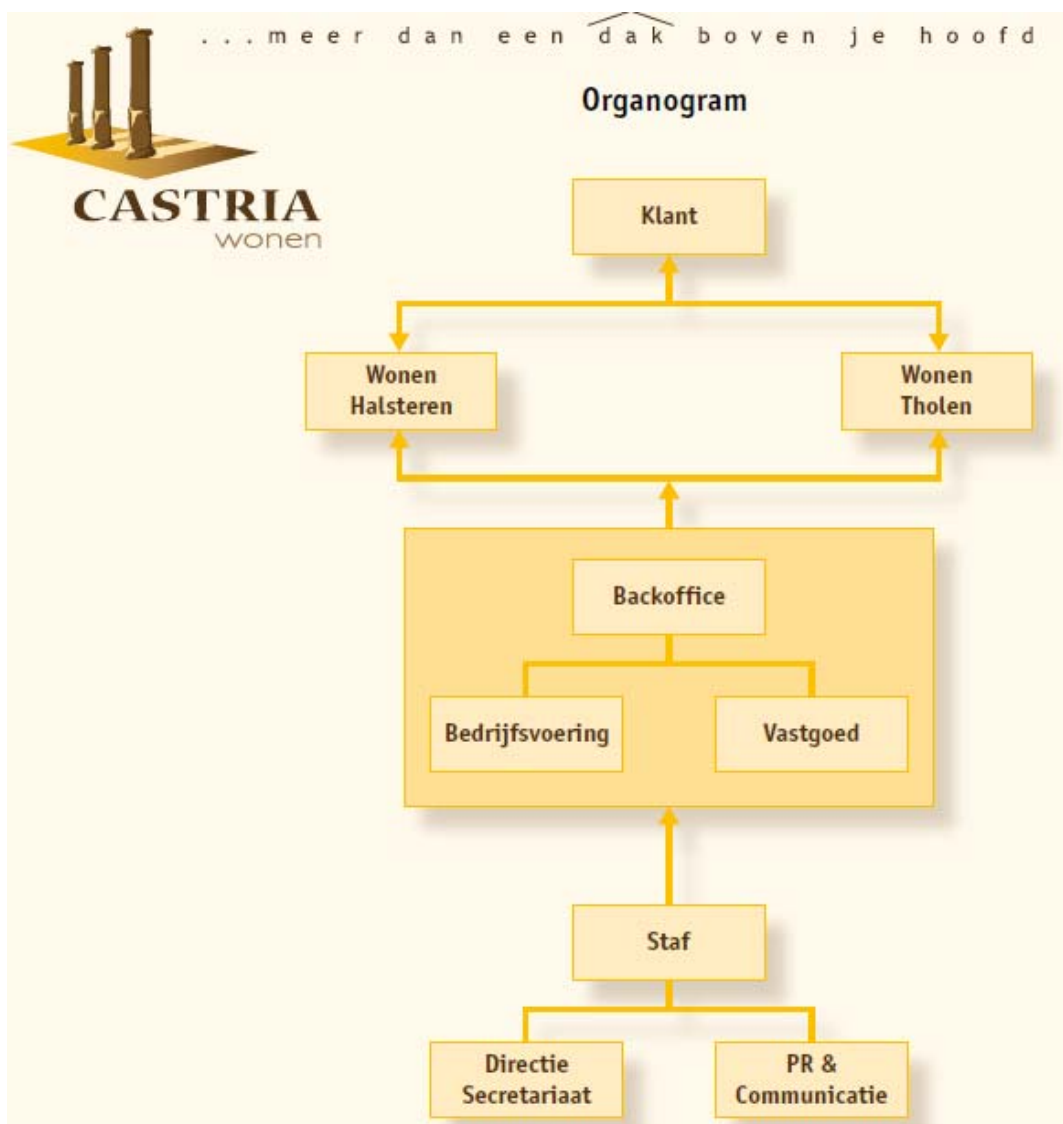 ...meer dan een dak boven je hoofd
Organogram
CASTRIA
wonen
Klant
Wonen
Halsteren
Wonen
Tholen
Backoffice
Bedrijfsvoering
Vastgoed
Staf
Directie
Secretariaat
PR &
Communicatie